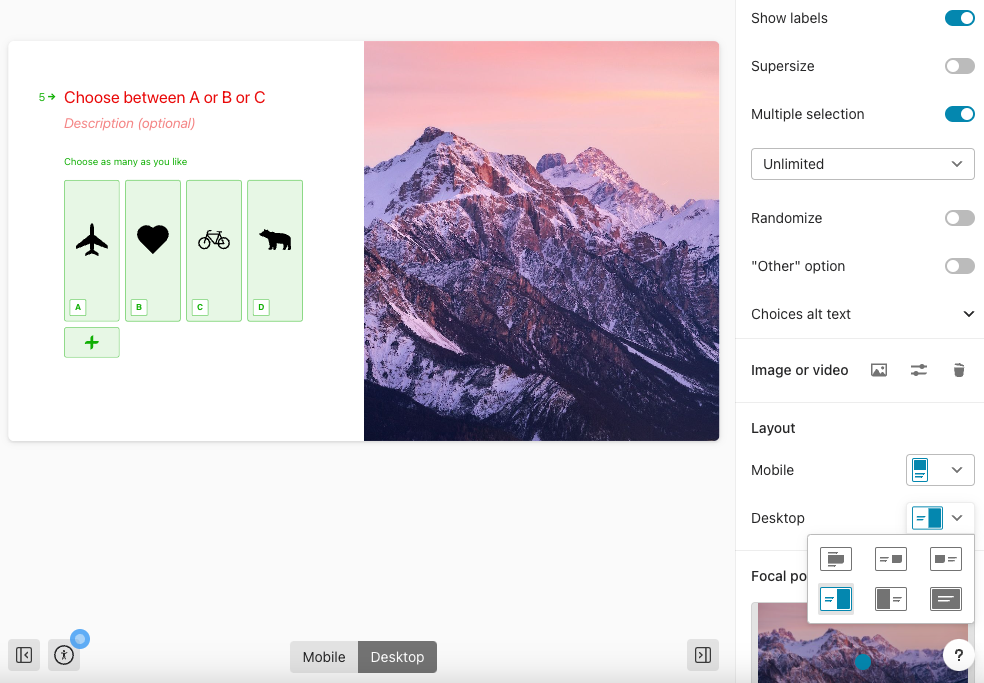 Show labels
Supersize
Multiple selection
Unlimited
Randomize
"Other" option
Choices alt text
Image or video
Layout
Mobile
Desktop
Focal po
5
Choose between A or B or C
Description (optional)
Choose as many as you like
A
B
C
D
+
Mobile
Desktop
?